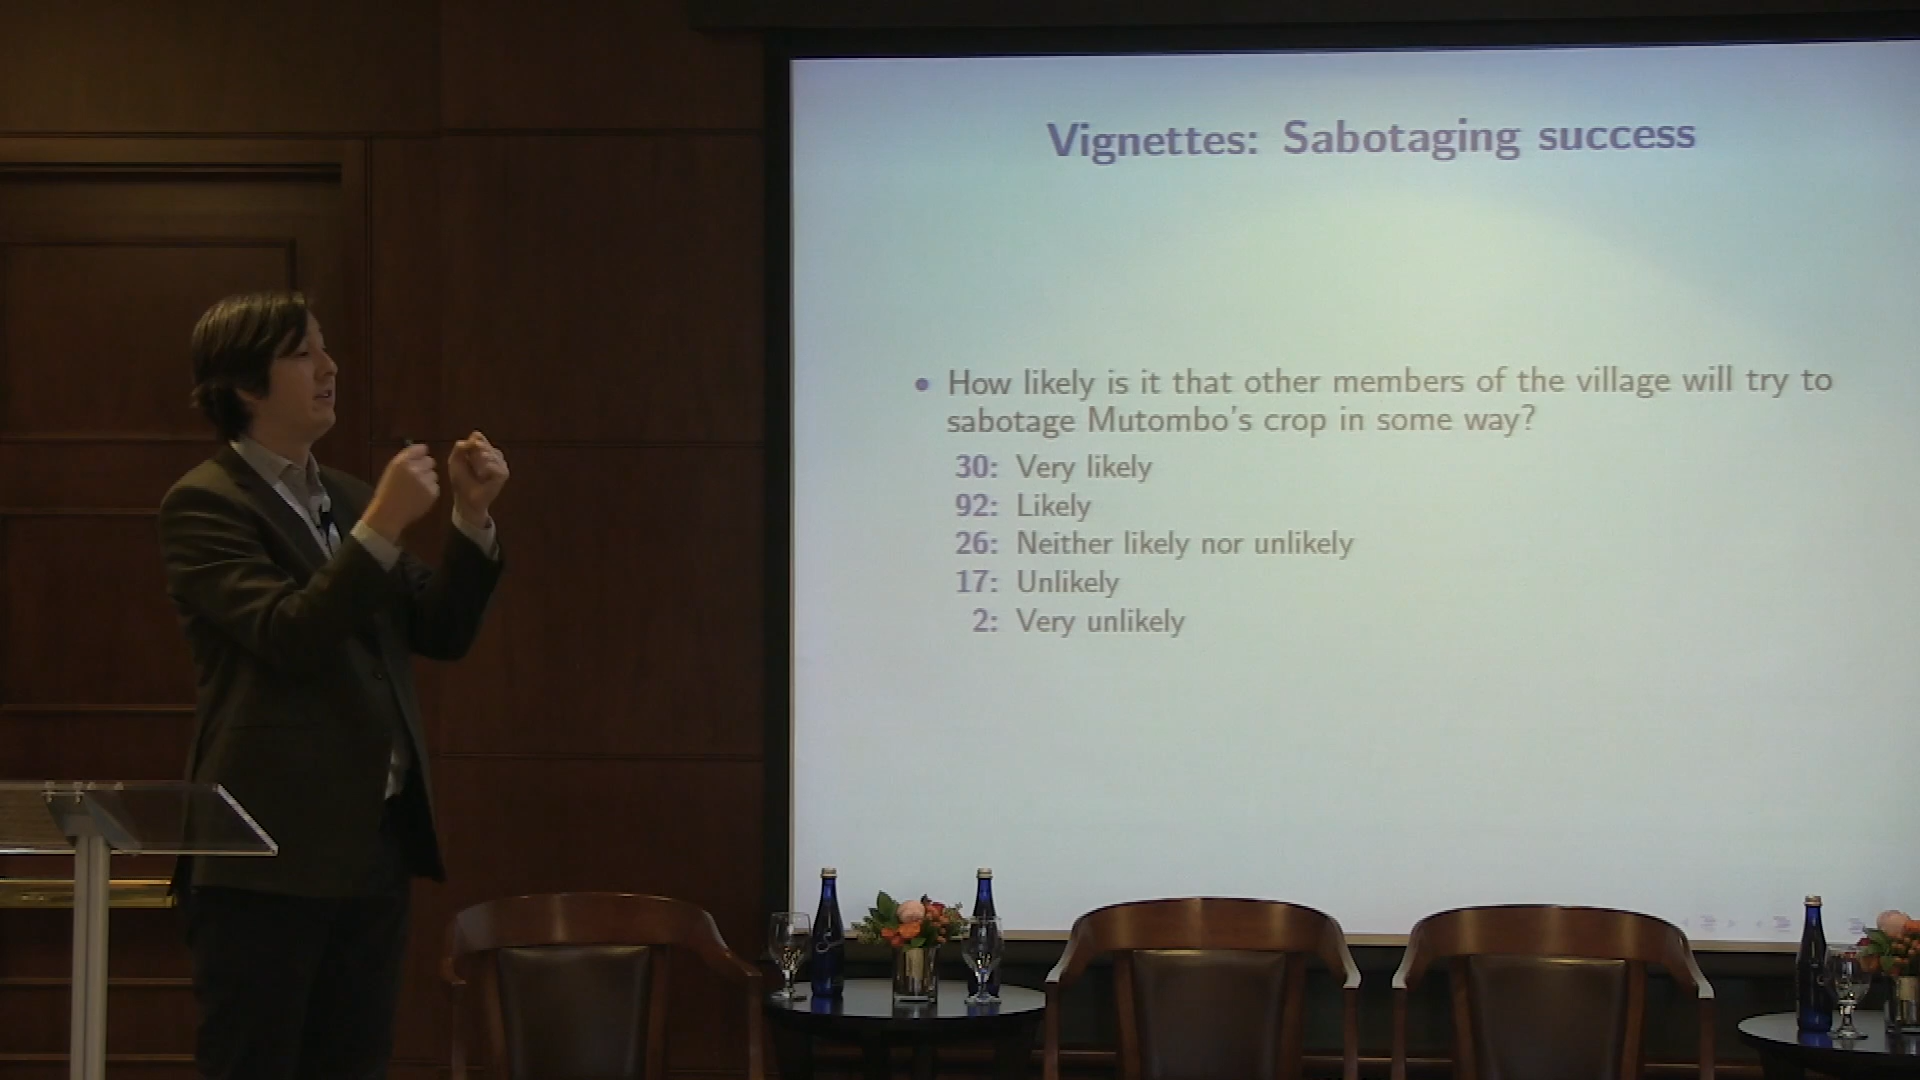 Vignettes: Sabotaging success
• How likely is it that other members of the village will try to
sabotage Mutombo's crop in some way?
30: Very likely
92: Likely
26: Neither likely nor unlikely
17: Unlikely
2: Very unlikely